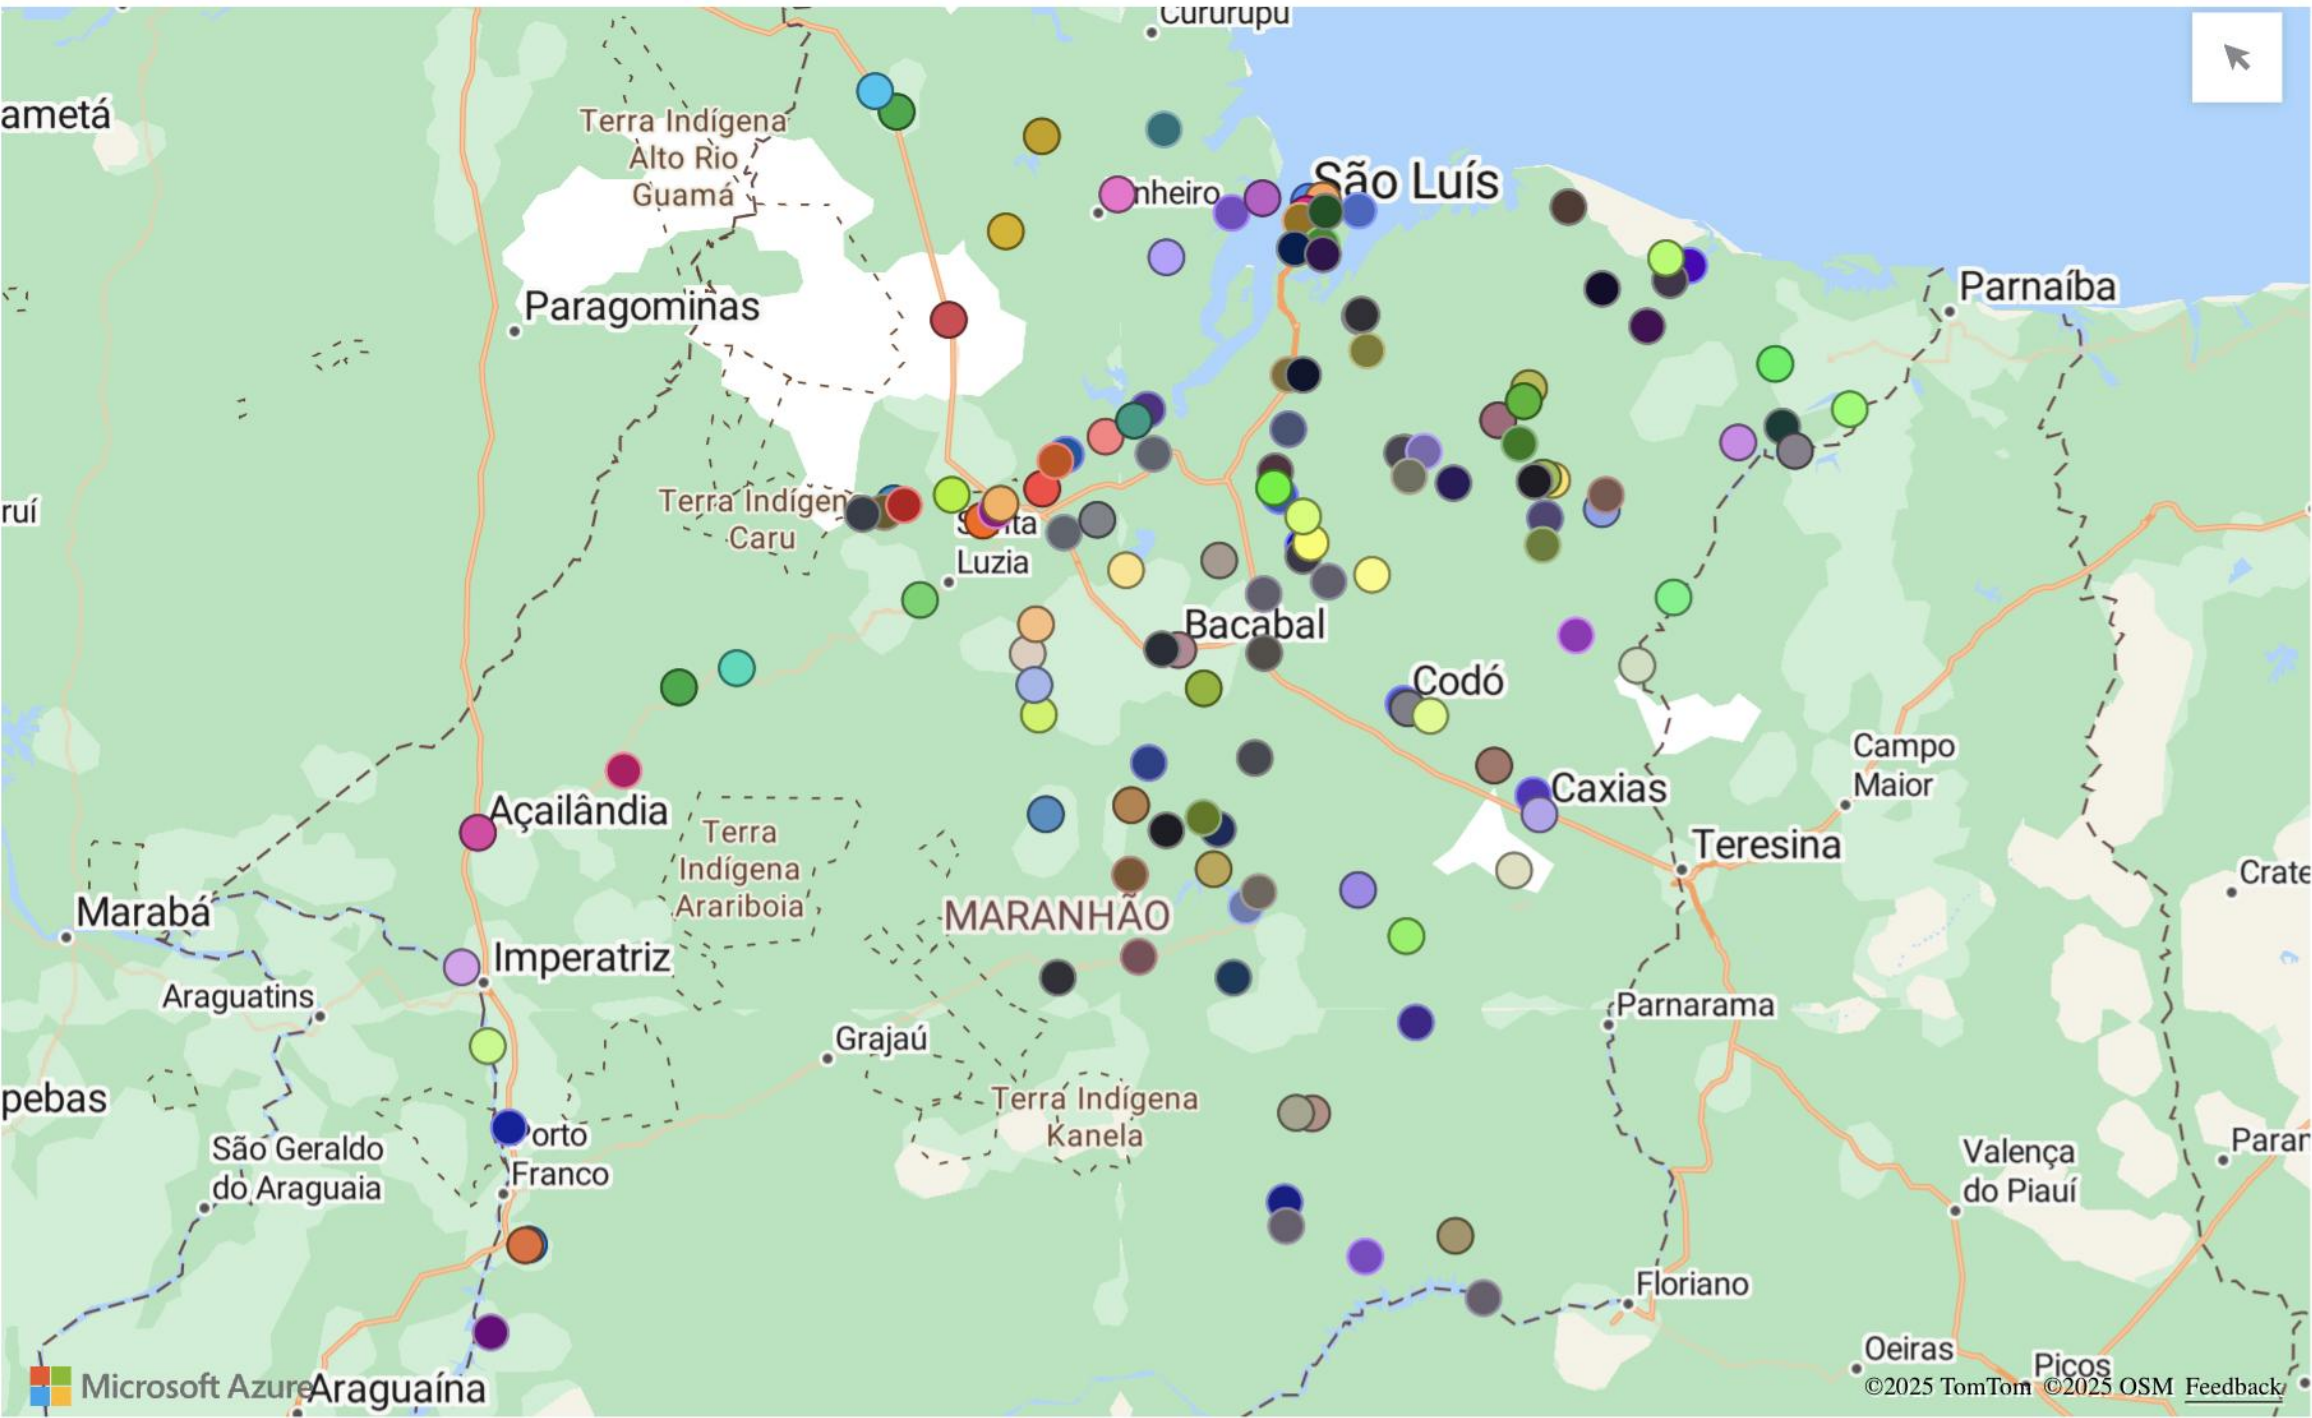 Cururupu
ametá
Terra Indígena
Alto Rio
Guamá
São Luís
nheiro
Paragominas
Parnaíba
Terra Indígen
Caru
ruí
Santa
Luzia
Bacabal
Codó
Campo
Maior
Caxias
Açailândia
Terra
Indígena
Arariboia
Teresina
Crate
Marabá
MARANHÃO
Imperatriz
Araguatins
Parnarama
Grajaú
pebas
Terra Indígena
Kanela
orto
Franco
São Geraldo
do Araguaia
Valença
do Piauí
Paran
Floriano
Oeiras
Picos
Microsoft Azure
Araguaína
©2025 TomTom ©2025 OSM Feedback